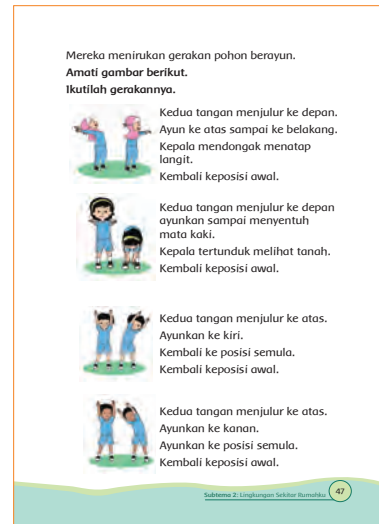 Mereka menirukan gerakan pohon berayun.
Amati gambar berikut.
Ikutilah gerakannya.
Kedua tangan menjulur ke depan.
Ayun ke atas sampai ke belakang.
Kepala mendongak menatap
langit.
Kembali keposisi awal.
Kedua tangan menjulur ke depan
ayunkan sampai menyentuh
mata kaki.
Kepala tertunduk melihat tanah.
Kembali keposisi awal.
Kedua tangan menjulur ke atas.
Ayunkan ke kiri.
Kembali ke posisi semula.
Kembali keposisi awal.
Kedua tangan menjulur ke atas.
Ayunkan ke kanan.
Ayunkan ke posisi semula.
Kembali keposisi awal.
Subtema 2: Lingkungan Sekitar Rumahku 47